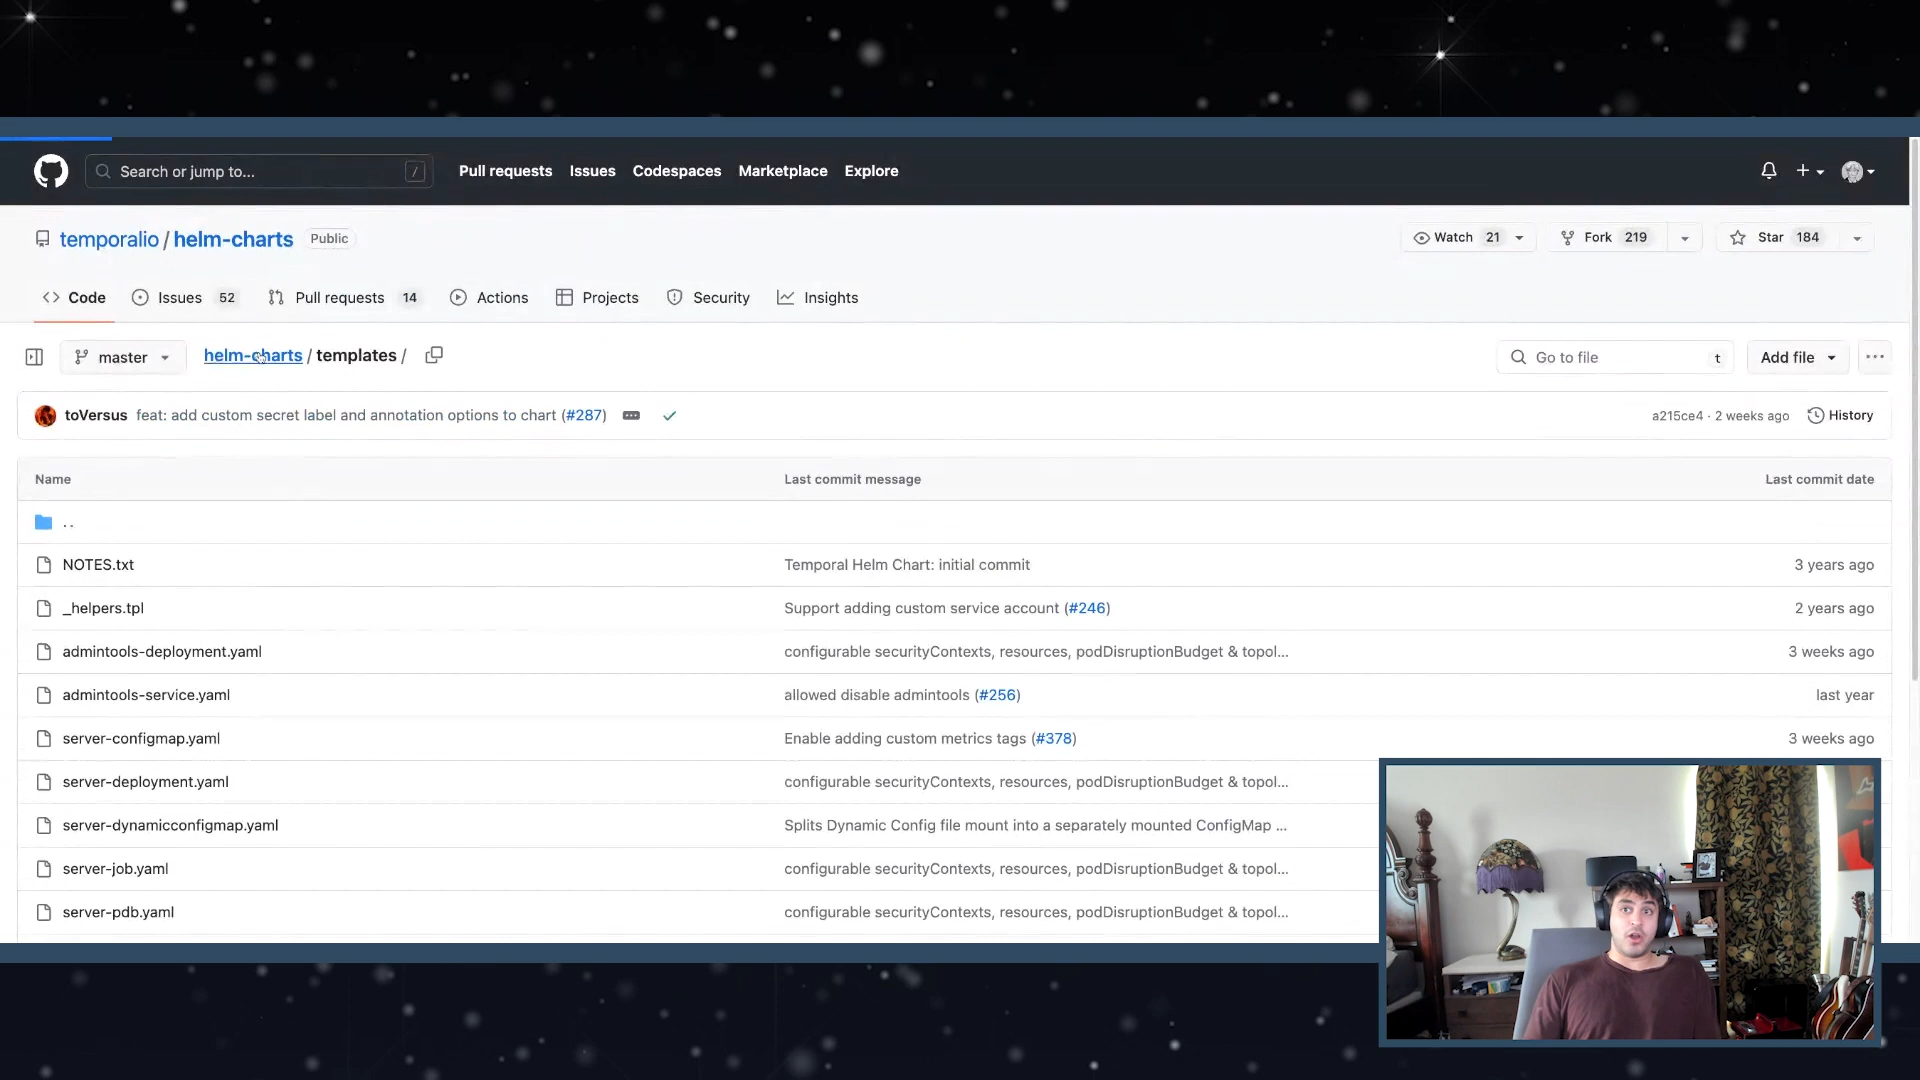 Search or jump to... /
Pull requests Issues Codespaces Marketplace Explore
temporalio / helm-charts Public
Watch 21 Fork 219 Star 184
Code Issues 52 Pull requests 14 Actions Projects Security Insights
master helm-charts / templates / Go to file t Add file
toVersus feat: add custom secret label and annotation options to chart (#287) a215ce4 · 2 weeks ago History
Name Last commit message Last commit date
..
NOTES.txt Temporal Helm Chart: initial commit 3 years ago
_helpers.tpl Support adding custom service account (#246) 2 years ago
admintools-deployment.yaml configurable securityContexts, resources, podDisruptionBudget & topol... 3 weeks ago
admintools-service.yaml allowed disable admintools (#256) last year
server-configmap.yaml Enable adding custom metrics tags (#378) 3 weeks ago
server-deployment.yaml configurable securityContexts, resources, podDisruptionBudget & topol...
server-dynamicconfigmap.yaml Splits Dynamic Config file mount into a separately mounted ConfigMap ...
server-job.yaml configurable securityContexts, resources, podDisruptionBudget & topol...
server-pdb.yaml configurable securityContexts, resources, podDisruptionBudget & topol...